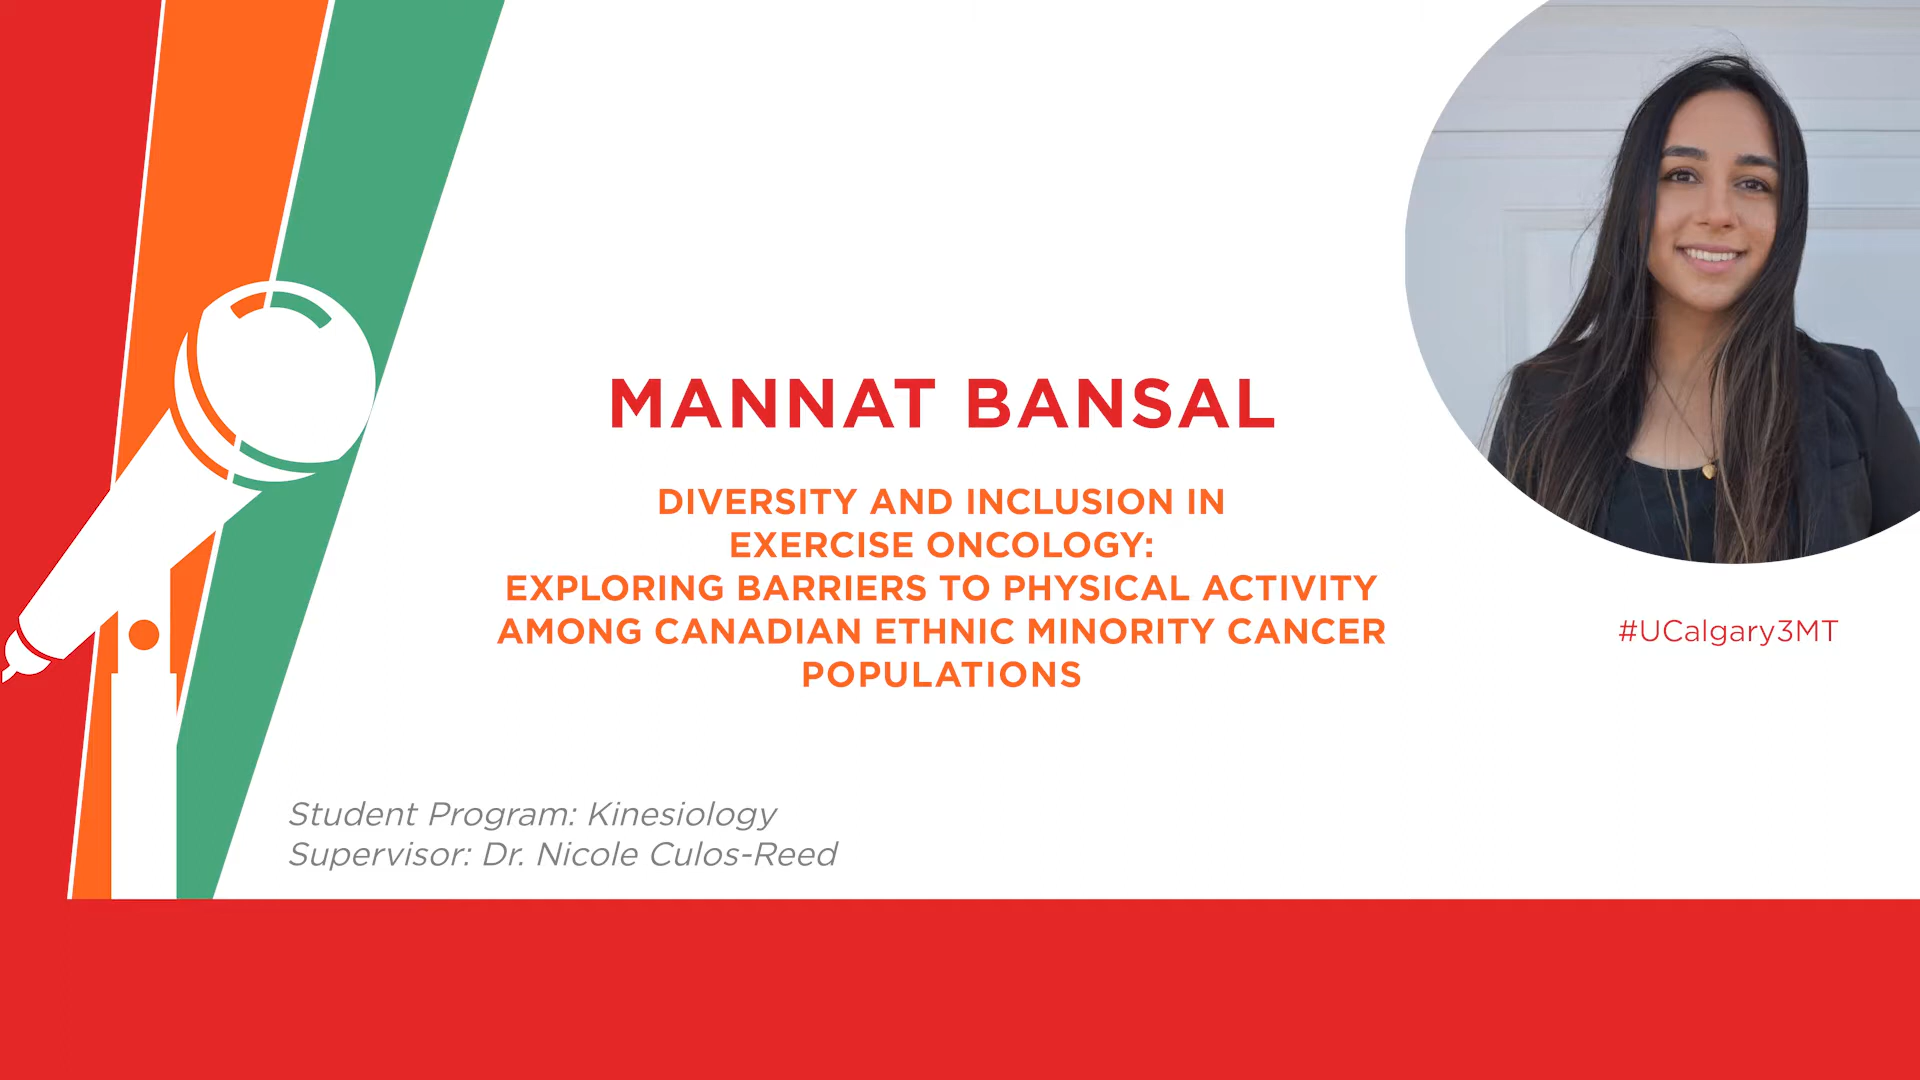 MANNAT BANSAL
DIVERSITY AND INCLUSION IN
EXERCISE ONCOLOGY:
EXPLORING BARRIERS TO PHYSICAL ACTIVITY
AMONG CANADIAN ETHNIC MINORITY CANCER
POPULATIONS
#UCalgary3MT
Student Program: Kinesiology
Supervisor: Dr. Nicole Culos-Reed